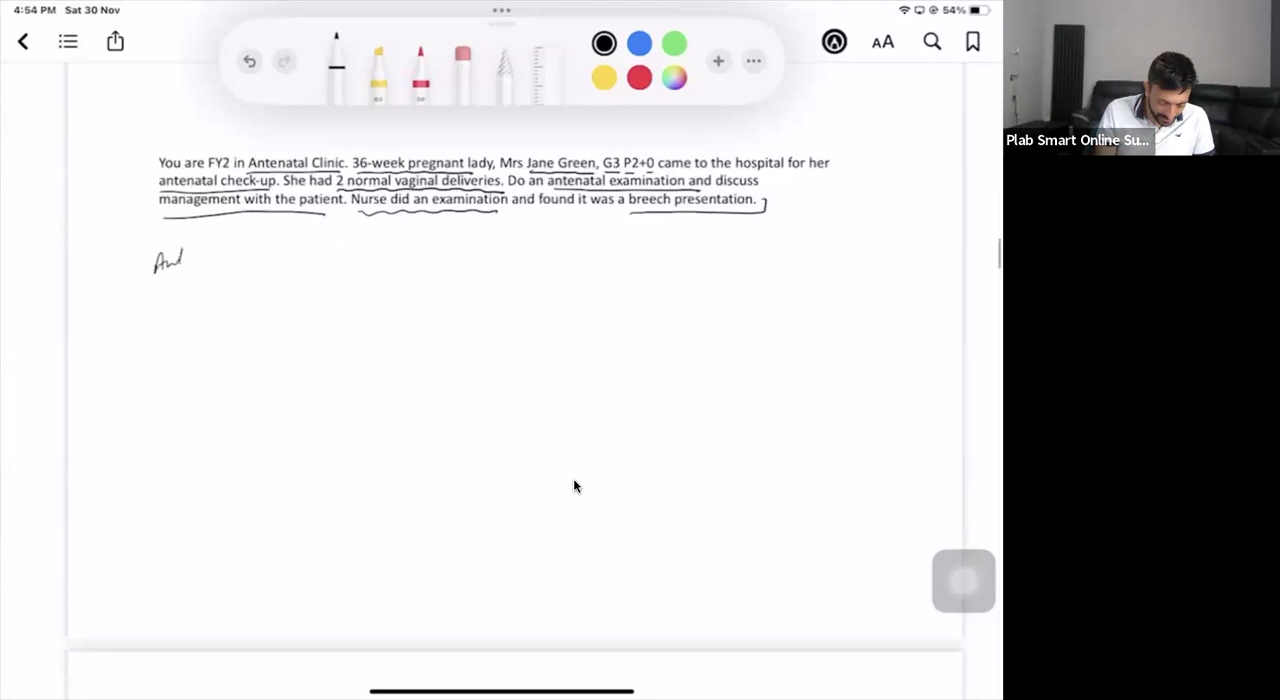 4:54 PM Sat 30 Nov
54%
AA
You are FY2 in Antenatal Clinic. 36-week pregnant lady, Mrs Jane Green, G3 P2+0 came to the hospital for her
antenatal check-up. She had 2 normal vaginal deliveries. Do an antenatal examination and discuss
management with the patient. Nurse did an examination and found it was a breech presentation.
Plab Smart Online Su...